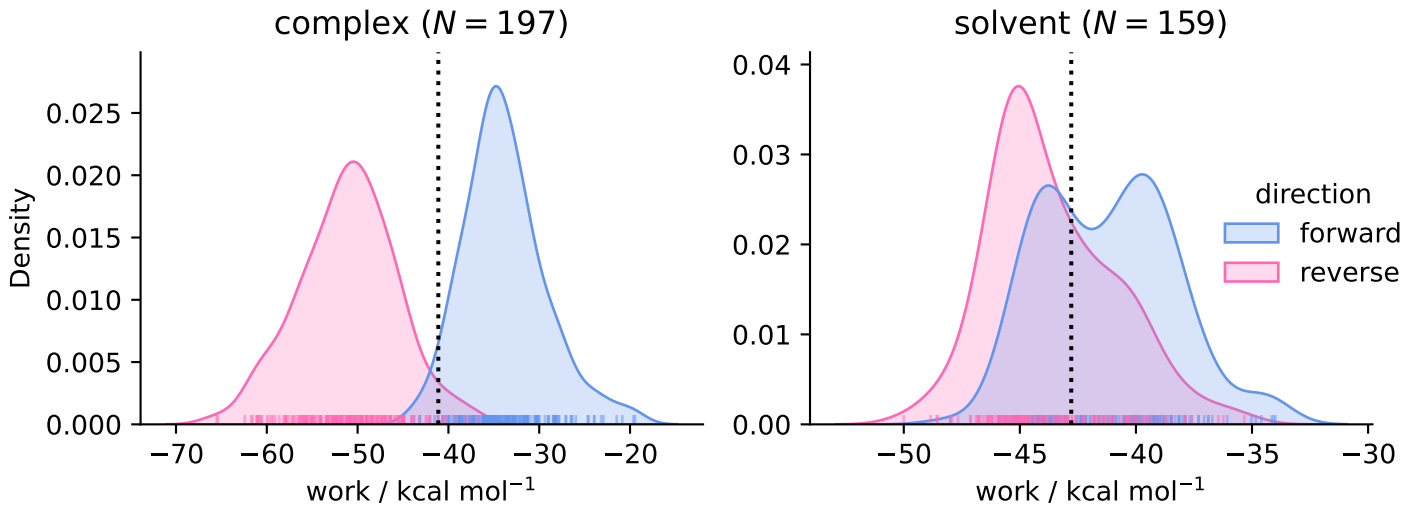 complex (N = 197)
Density
0.025
0.020
0.015
0.010
0.005
0.000
−70 −60 −50 −40 −30 −20
work / kcal mol⁻¹
solvent (N = 159)
0.04
0.03
0.02
0.01
0.00
−50 −45 −40 −35 −30
work / kcal mol⁻¹
direction
forward
reverse